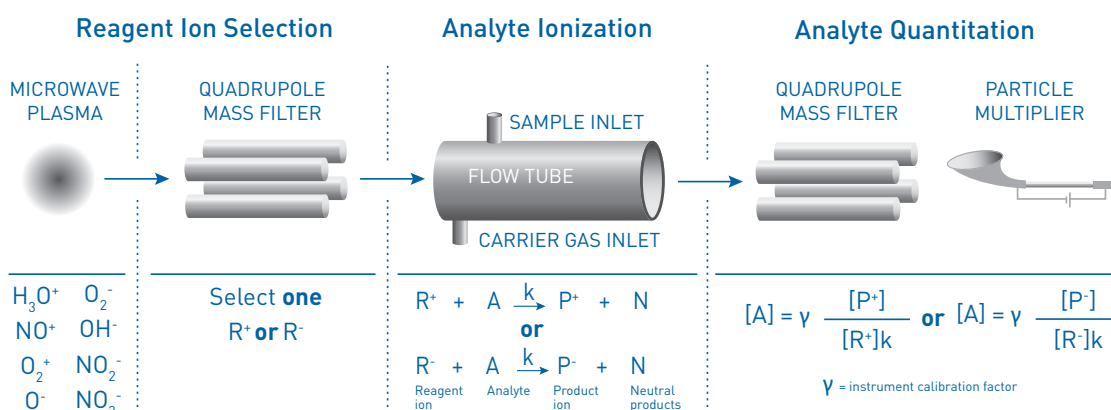 Reagent Ion Selection
Analyte Ionization
Analyte Quantitation
MICROWAVE
PLASMA
QUADRUPOLE
MASS FILTER
SAMPLE INLET
FLOW TUBE
CARRIER GAS INLET
QUADRUPOLE
MASS FILTER
PARTICLE
MULTIPLIER
H₃O⁺ O₂⁻
NO⁺ OH⁻
O₂⁺ NO₂⁻
O⁻ NO₃⁻
Select one
R⁺ or R⁻
R⁺ + A k→ P⁺ + N
or
R⁻ + A k→ P⁻ + N
Reagent ion Analyte Product ion Neutral products
[A] = γ [P⁺] / [R⁺]k or [A] = γ [P⁻] / [R⁻]k
γ = instrument calibration factor